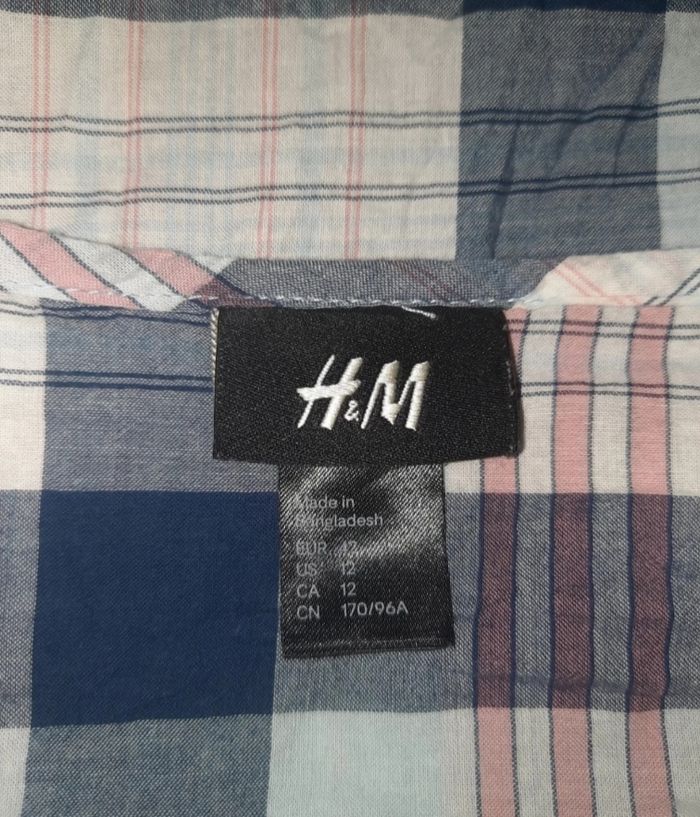 H&M
Made in
Bangladesh
EUR 42
US 12
CA 12
CN 170/96A